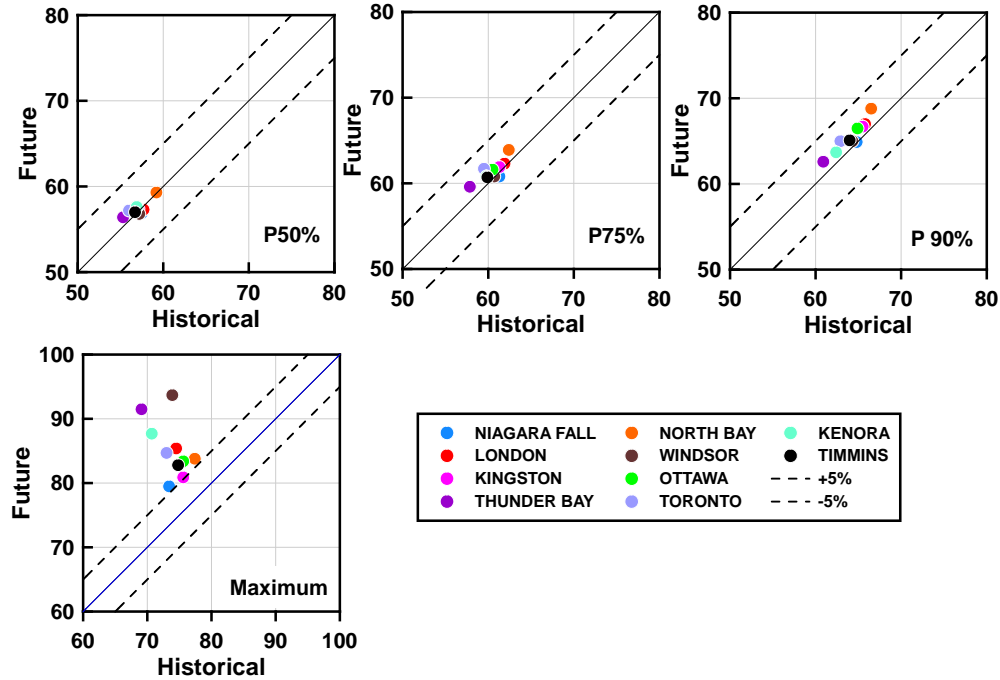 80
70
60
50
Future
P50%
50 60 70 80
Historical
80
70
60
50
Future
P75%
50 60 70 80
Historical
80
70
60
50
Future
P 90%
50 60 70 80
Historical
100
90
80
70
60
Future
Maximum
60 70 80 90 100
Historical
NIAGARA FALL NORTH BAY KENORA
LONDON WINDSOR TIMMINS
KINGSTON OTTAWA +5%
THUNDER BAY TORONTO -5%